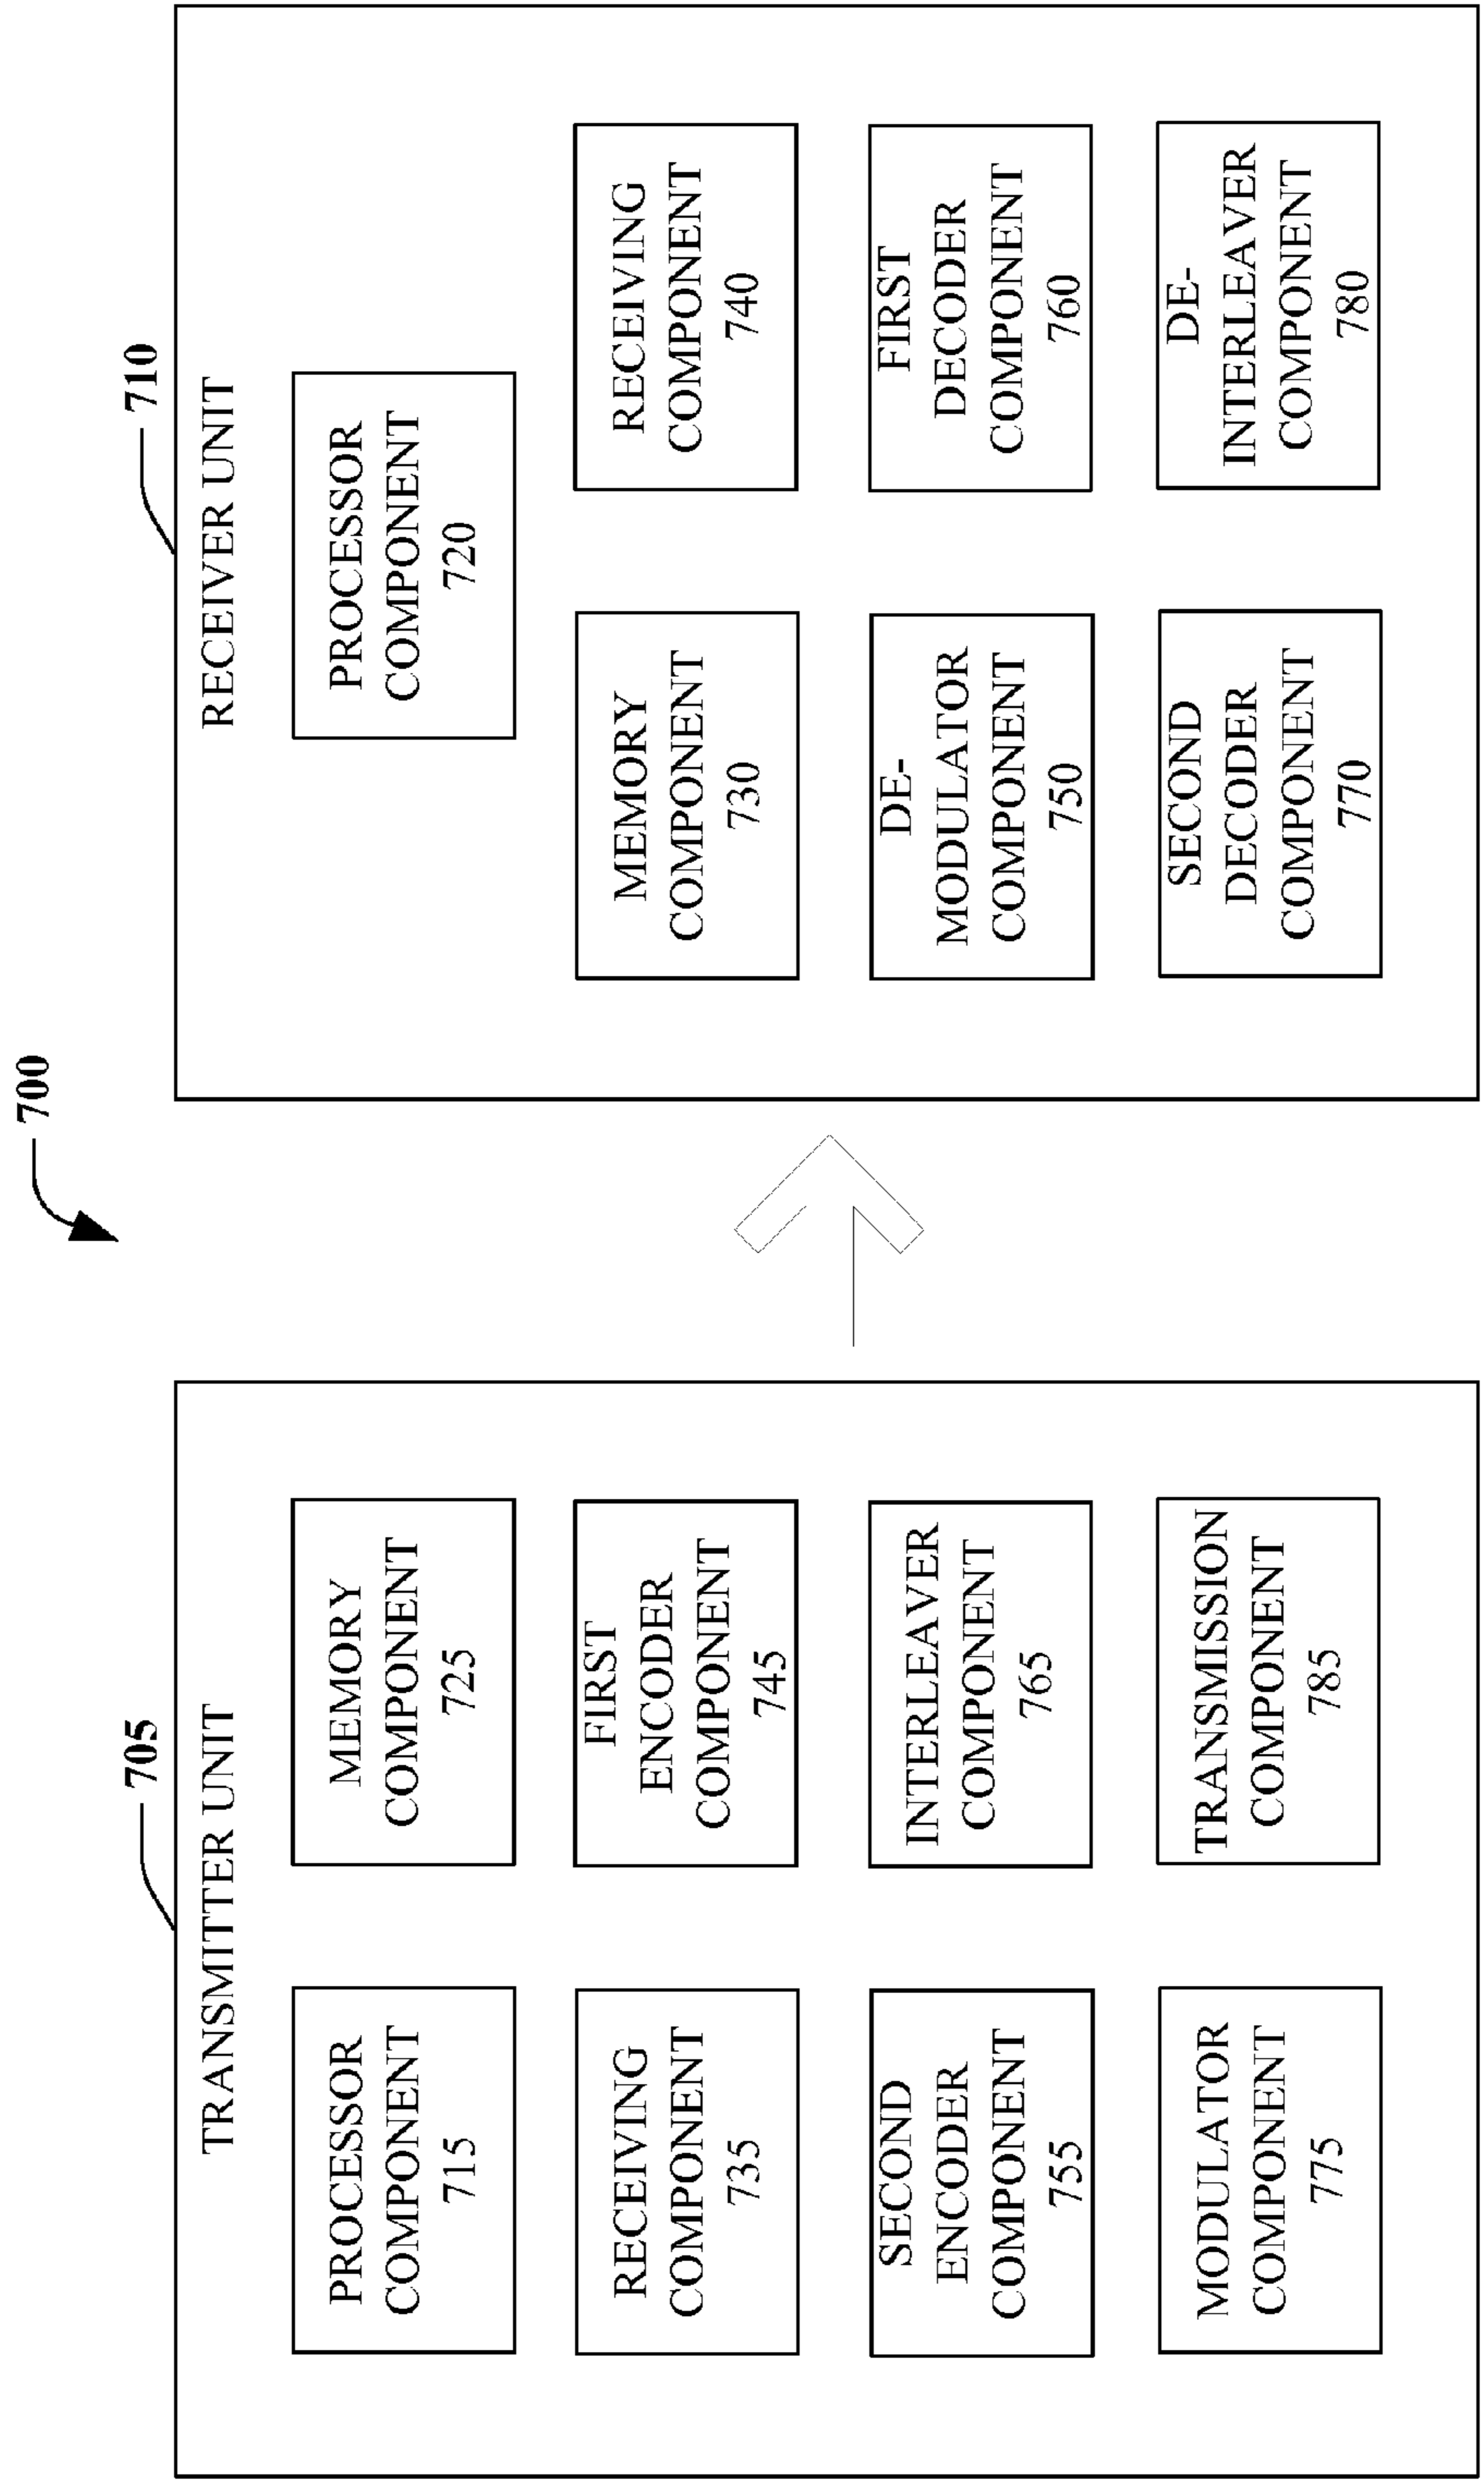 700
705
TRANSMITTER UNIT
PROCESSOR
COMPONENT
715
MEMORY
COMPONENT
725
RECEIVING
COMPONENT
735
FIRST
ENCODER
COMPONENT
745
SECOND
ENCODER
COMPONENT
755
INTERLEAVER
COMPONENT
765
MODULATOR
COMPONENT
775
TRANSMISSION
COMPONENT
785
710
RECEIVER UNIT
PROCESSOR
COMPONENT
720
MEMORY
COMPONENT
730
RECEIVING
COMPONENT
740
DE-
MODULATOR
COMPONENT
750
FIRST
DECODER
COMPONENT
760
SECOND
DECODER
COMPONENT
770
DE-
INTERLEAVER
COMPONENT
780